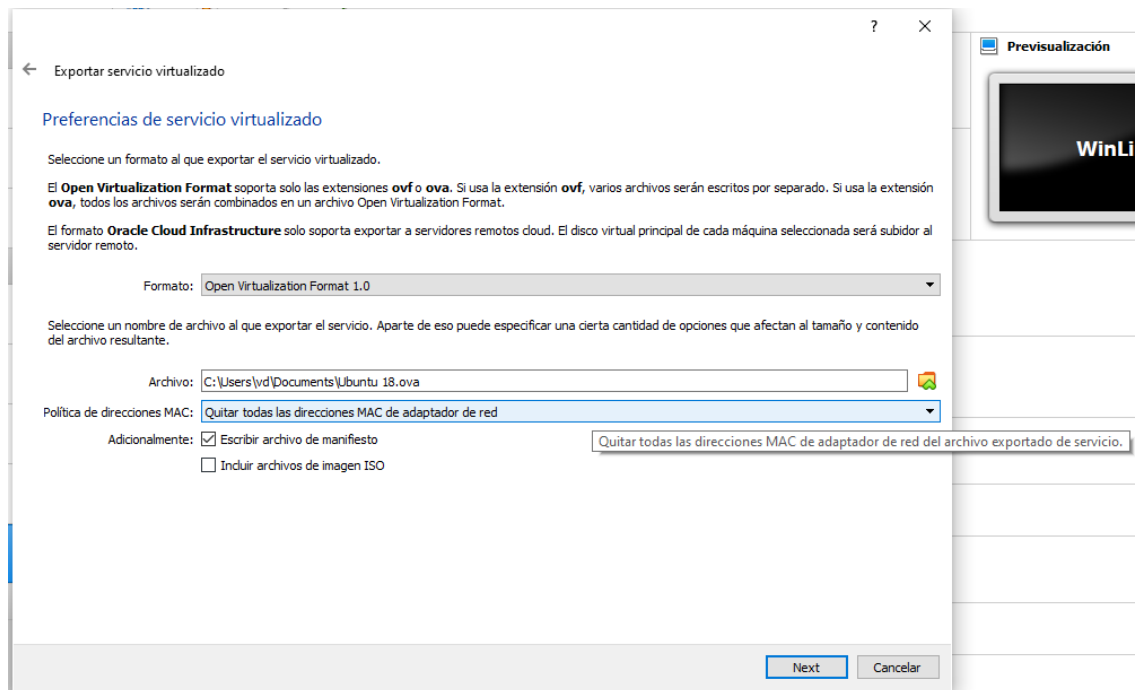 ?
Previsualización
Exportar servicio virtualizado
Preferencias de servicio virtualizado
WinLi
Seleccione un formato al que exportar el servicio virtualizado.
El Open Virtualization Format soporta solo las extensiones ovf o ova. Si usa la extensión ovf, varios archivos serán escritos por separado. Si usa la extensión
ova, todos los archivos serán combinados en un archivo Open Virtualization Format.
El formato Oracle Cloud Infrastructure solo soporta exportar a servidores remotos cloud. El disco virtual principal de cada máquina seleccionada será subidor al
servidor remoto.
Formato: Open Virtualization Format 1.0
Seleccione un nombre de archivo al que exportar el servicio. Aparte de eso puede especificar una cierta cantidad de opciones que afectan al tamaño y contenido
del archivo resultante.
Archivo: C:\Users\vd\Documents\Ubuntu 18.ova
Política de direcciones MAC: Quitar todas las direcciones MAC de adaptador de red
Adicionalmente: Escribir archivo de manifiesto
Quitar todas las direcciones MAC de adaptador de red del archivo exportado de servicio.
Incluir archivos de imagen ISO
Next Cancelar